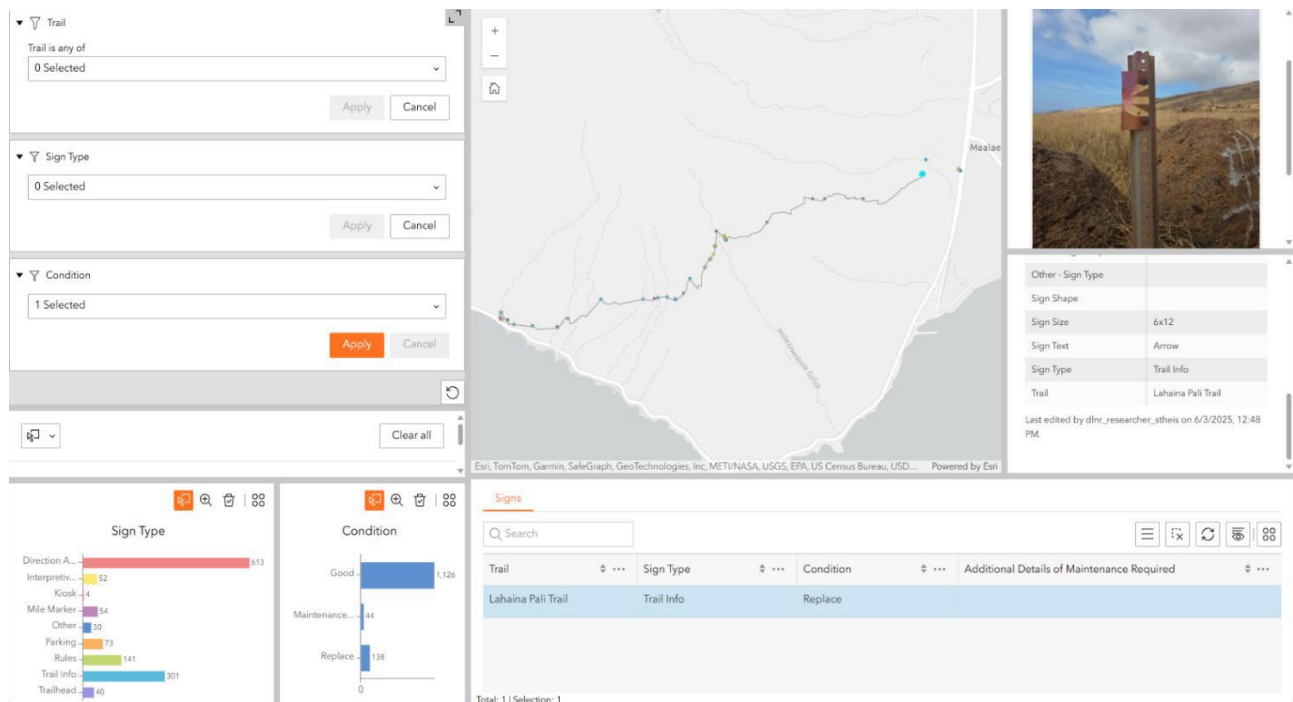 Trail
Trail is any of
0 Selected
Apply Cancel
Sign Type
0 Selected
Apply Cancel
Condition
1 Selected
Apply Cancel
Clear all
Maalae
Esri, TomTom, Garmin, SafeGraph, GeoTechnologies, Inc, METI/NASA, USGS, EPA, US Census Bureau, USD... Powered by Esri
Other - Sign Type
Sign Shape
Sign Size 6x12
Sign Text Arrow
Sign Type Trail Info
Trail Lahaina Pali Trail
Last edited by dlnr_researcher_stheis on 6/3/2025, 12:48
PM.
Sign Type
Direction A... 613
Interpretiv... 52
Kiosk 4
Mile Marker 54
Other 30
Parking 73
Rules 141
Trail Info 301
Trailhead 40
Condition
Good 1,126
Maintenance... 44
Replace 138
0
Signs
Search
Trail Sign Type Condition Additional Details of Maintenance Required
Lahaina Pali Trail Trail Info Replace
Total: 1 | Selection: 1